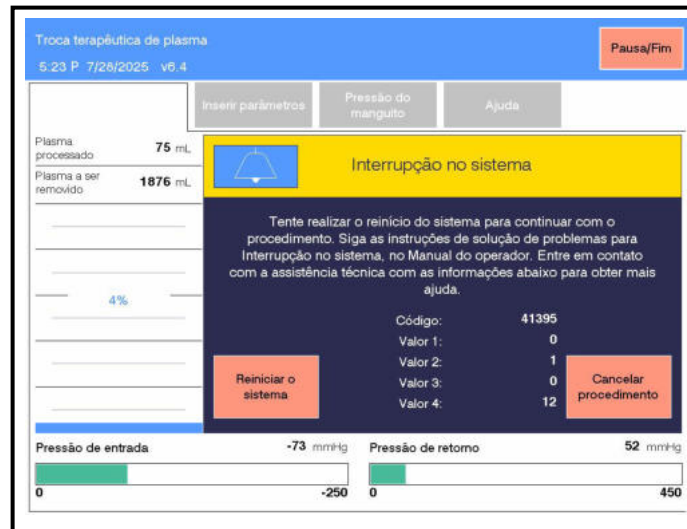 Troca terapêutica de plasma
5:23 P 7/28/2025 v6.4
Pausa/Fim
Inserir parâmetros
Pressão do
manguito
Ajuda
Plasma
processado
75 mL
Plasma a ser
removido
1876 mL
4%
Interrupção no sistema
Tente realizar o reinício do sistema para continuar com o
procedimento. Siga as instruções de solução de problemas para
Interrupção no sistema, no Manual do operador. Entre em contato
com a assistência técnica com as informações abaixo para obter mais
ajuda.
Código: 41395
Valor 1: 0
Valor 2: 1
Valor 3: 0
Valor 4: 12
Reiniciar o
sistema
Cancelar
procedimento
Pressão de entrada -73 mmHg
0 -250
Pressão de retorno 52 mmHg
0 450